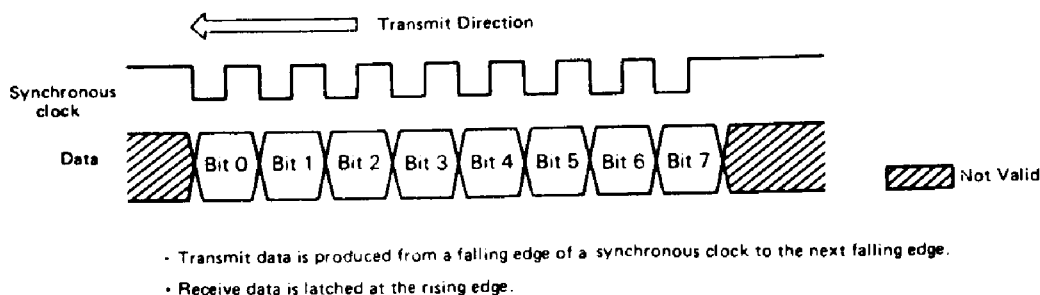 Transmit Direction
Synchronous
clock
Data
Bit 0 Bit 1 Bit 2 Bit 3 Bit 4 Bit 5 Bit 6 Bit 7
Not Valid
· Transmit data is produced from a falling edge of a synchronous clock to the next falling edge.
· Receive data is latched at the rising edge.